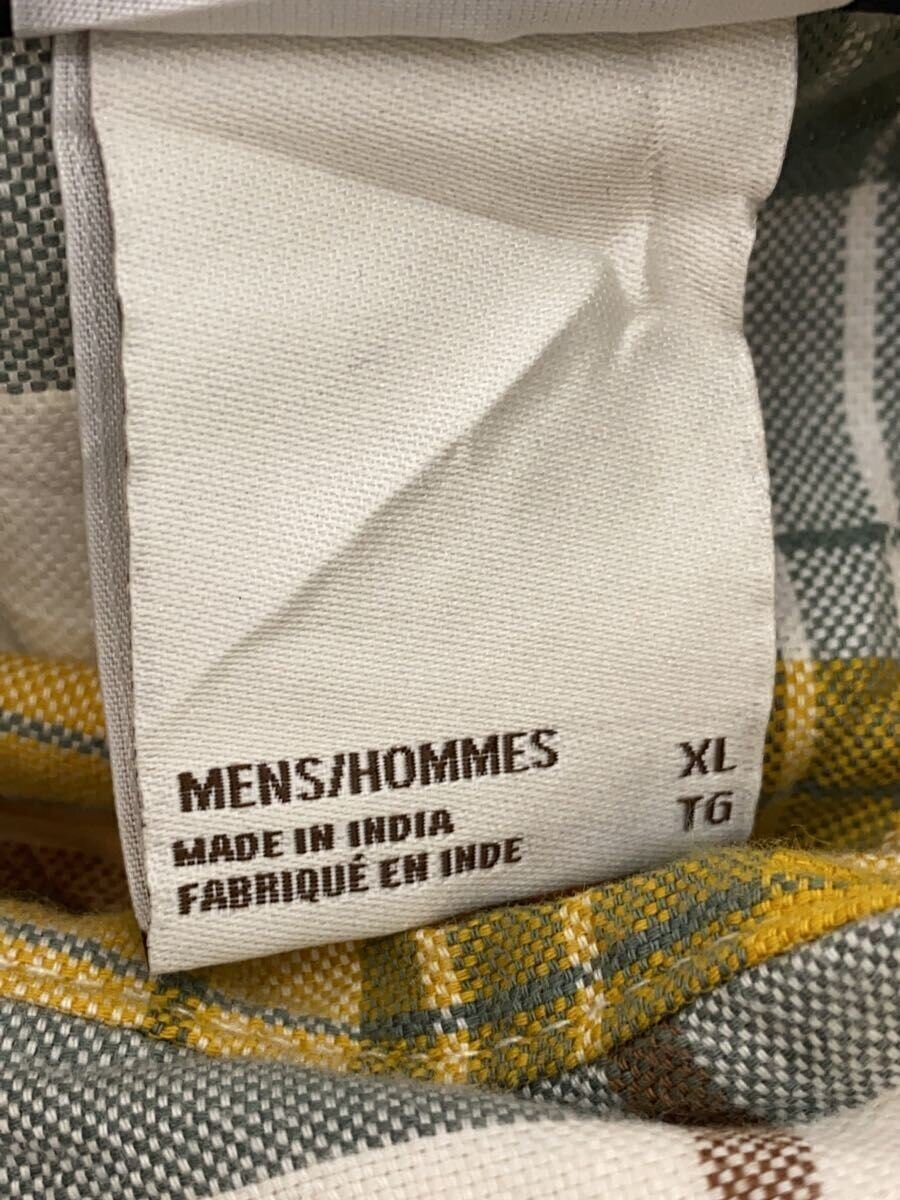 MENS/HOMMES XL
MADE IN INDIA TG
FABRIQUÉ EN INDE